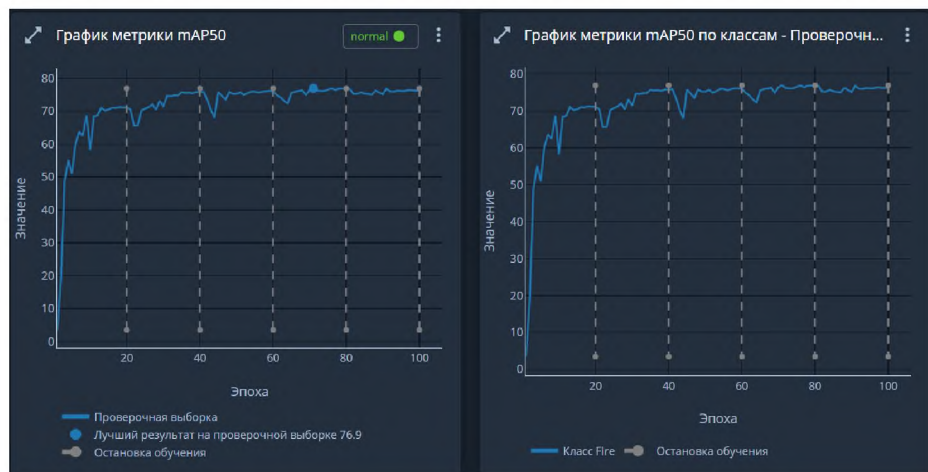 График метрики mAP50
normal
80
70
60
50
40
30
20
10
0
Значение
20
40
60
80
100
Эпоха
Проверочная выборка
Лучший результат на проверочной выборке 76.9
Остановка обучения
График метрики mAP50 по классам - Проверочн...
80
70
60
50
40
30
20
10
0
Значение
20
40
60
80
100
Эпоха
Класс Fire
Остановка обучения